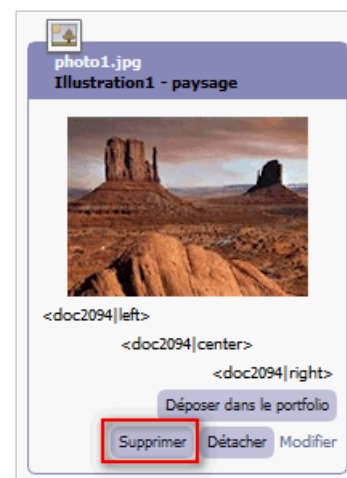 photo1.jpg
Illustration1 - paysage
<doc2094|left>
<doc2094|center>
<doc2094|right>
Déposer dans le portfolio
Supprimer Détacher Modifier